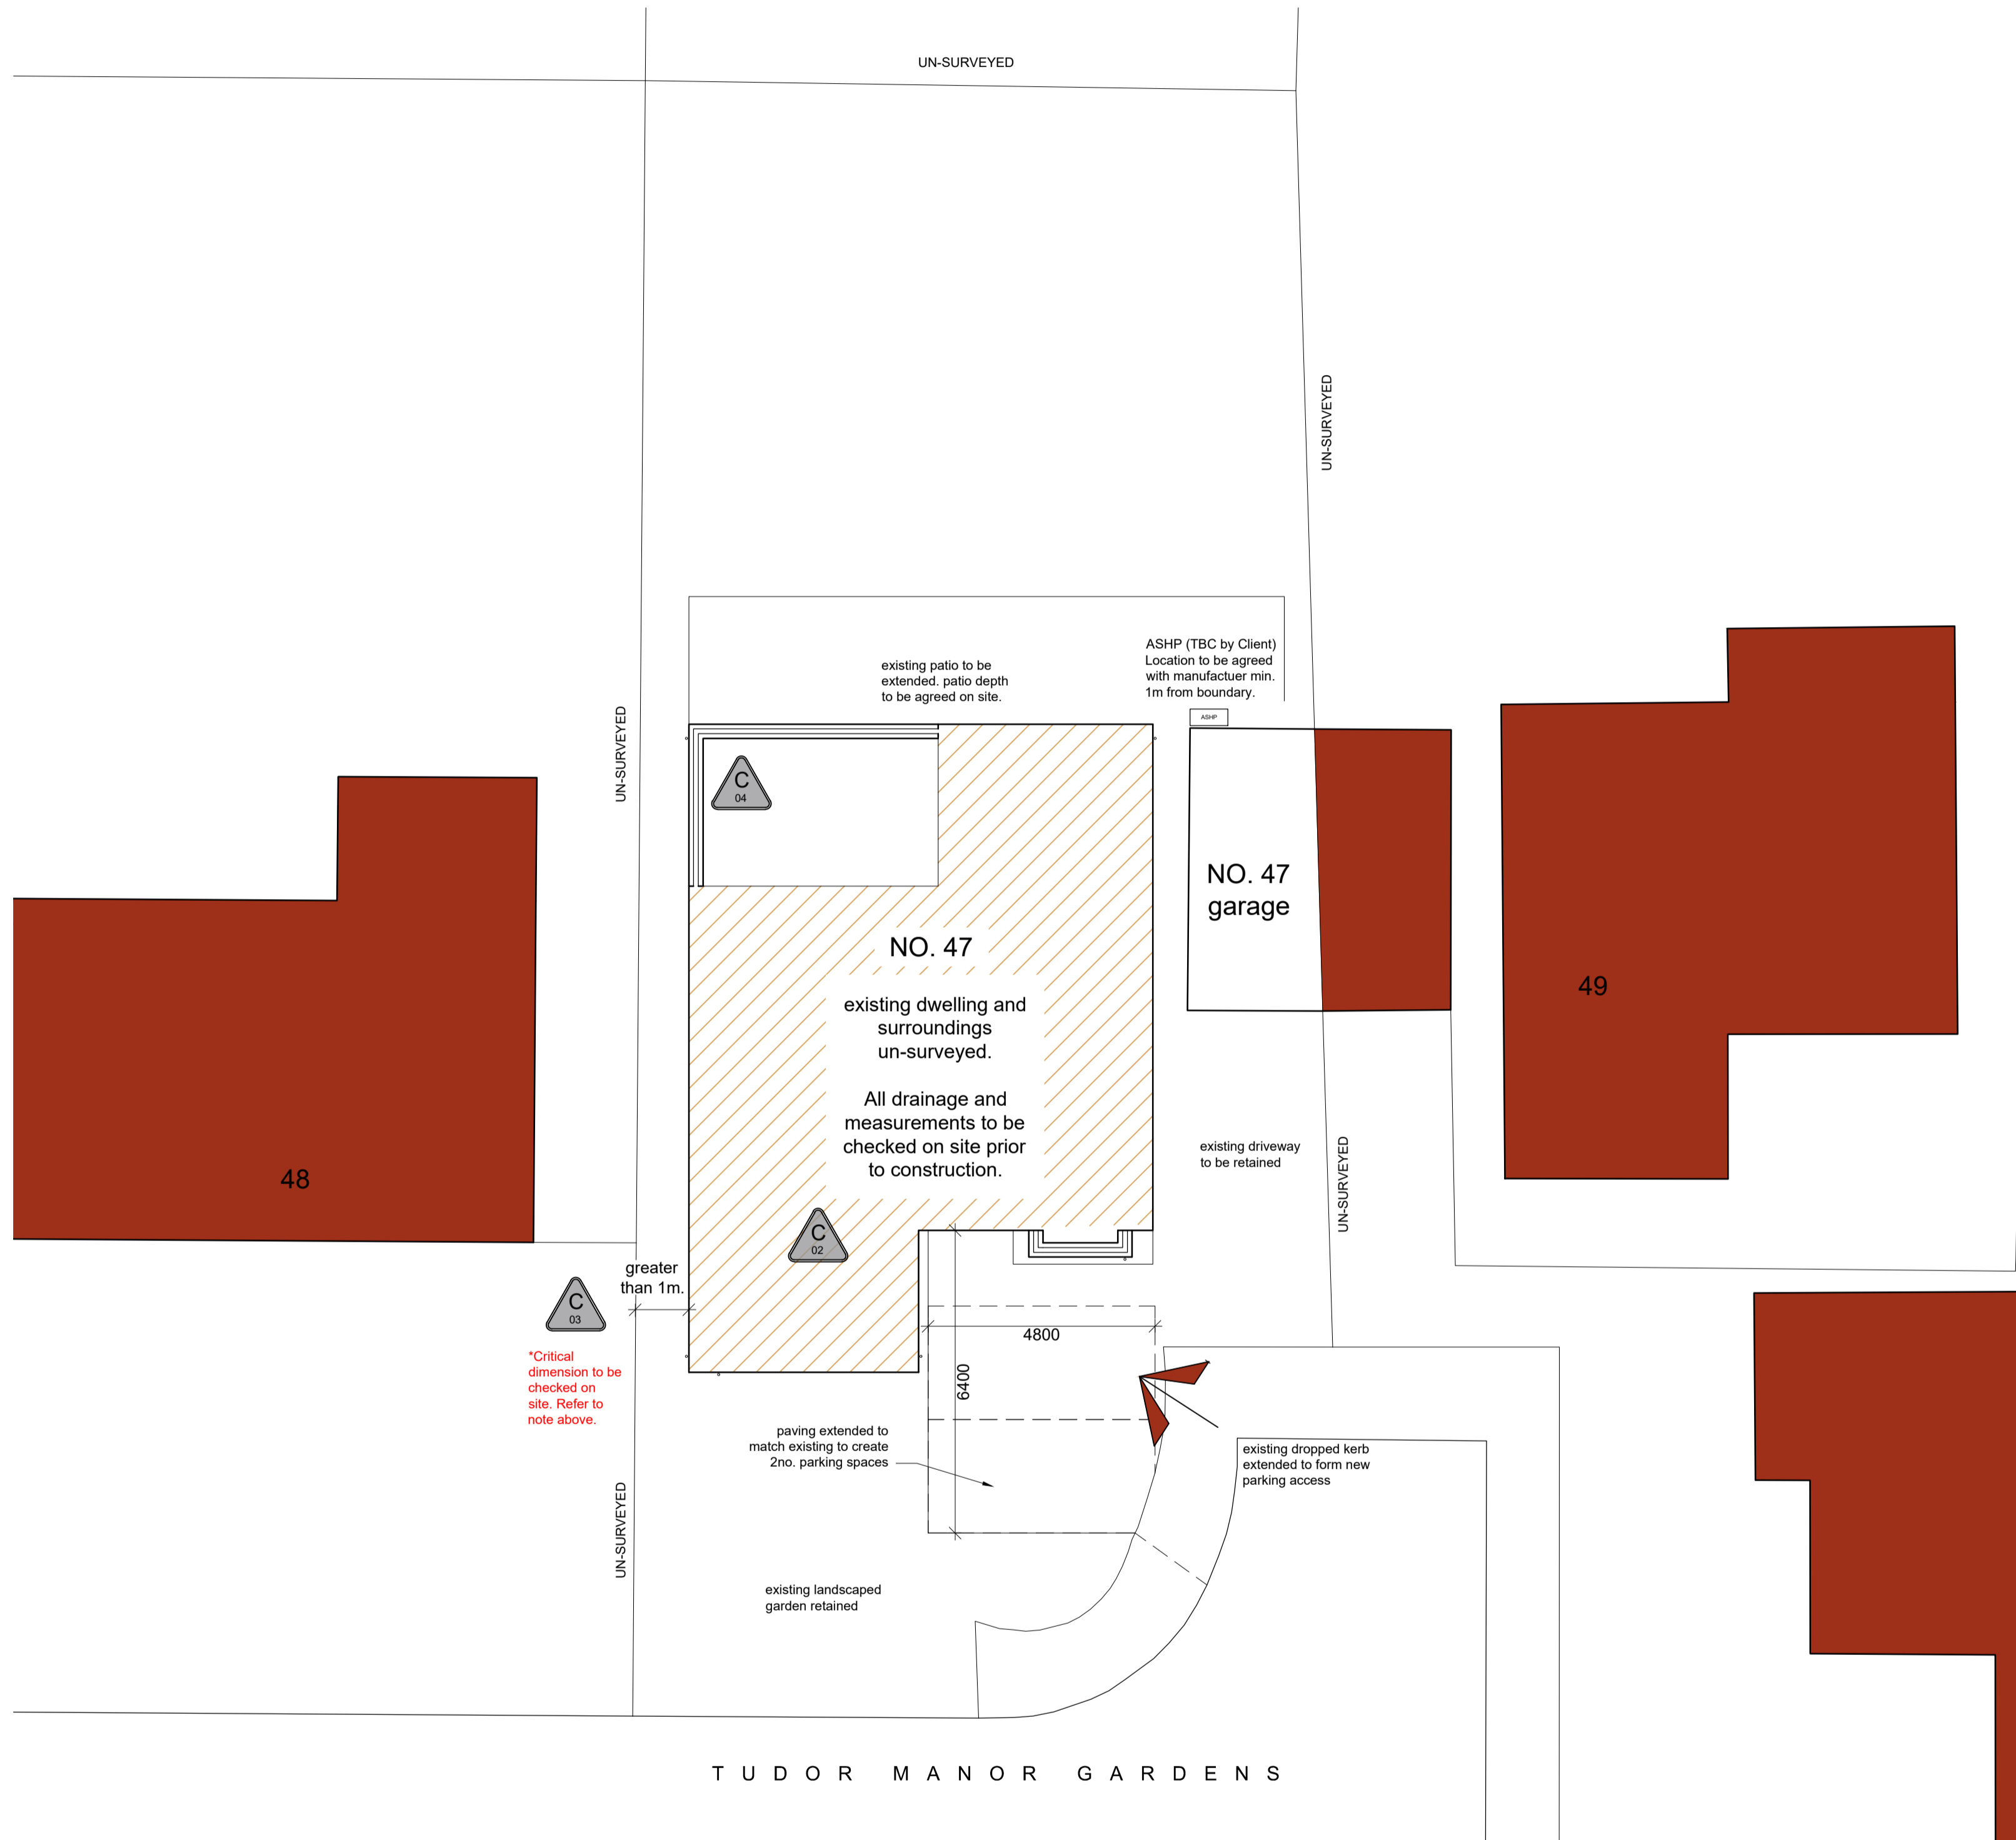 UN-SURVEYED
UN-SURVEYED
ASHP (TBC by Client)
Location to be agreed
with manufactuer min.
1m from boundary.
existing patio to be
extended. patio depth
to be agreed on site.
ASHP
UN-SURVEYED
C
04
NO. 47
garage
NO. 47
existing dwelling and
surroundings
un-surveyed.
All drainage and
measurements to be
checked on site prior
to construction.
49
48
existing driveway
to be retained
UN-SURVEYED
C
02
greater
than 1m.
C
03
*Critical
dimension to be
checked on
site. Refer to
note above.
4800
6400
paving extended to
match existing to create
2no. parking spaces
existing dropped kerb
extended to form new
parking access
UN-SURVEYED
existing landscaped
garden retained
TUDOR MANOR GARDENS